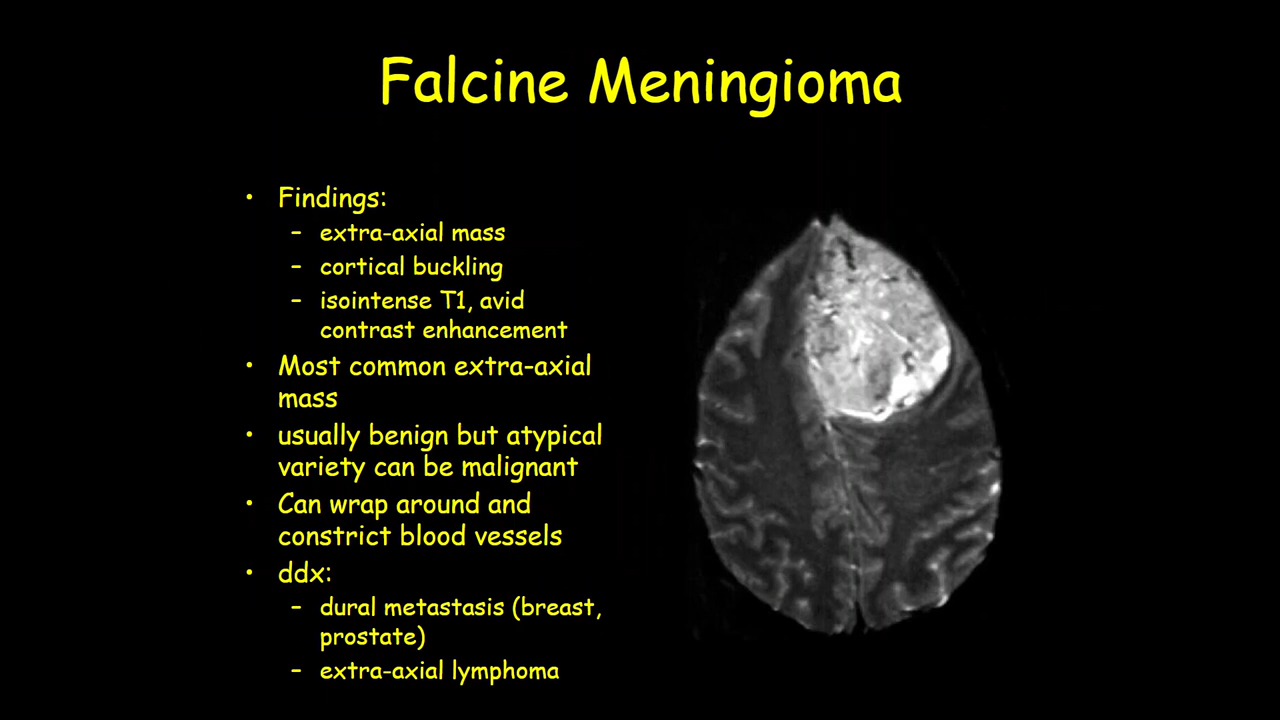 Falcine Meningioma
• Findings:
– extra-axial mass
– cortical buckling
– isointense T1, avid
contrast enhancement
• Most common extra-axial
mass
• usually benign but atypical
variety can be malignant
• Can wrap around and
constrict blood vessels
• ddx:
– dural metastasis (breast,
prostate)
– extra-axial lymphoma